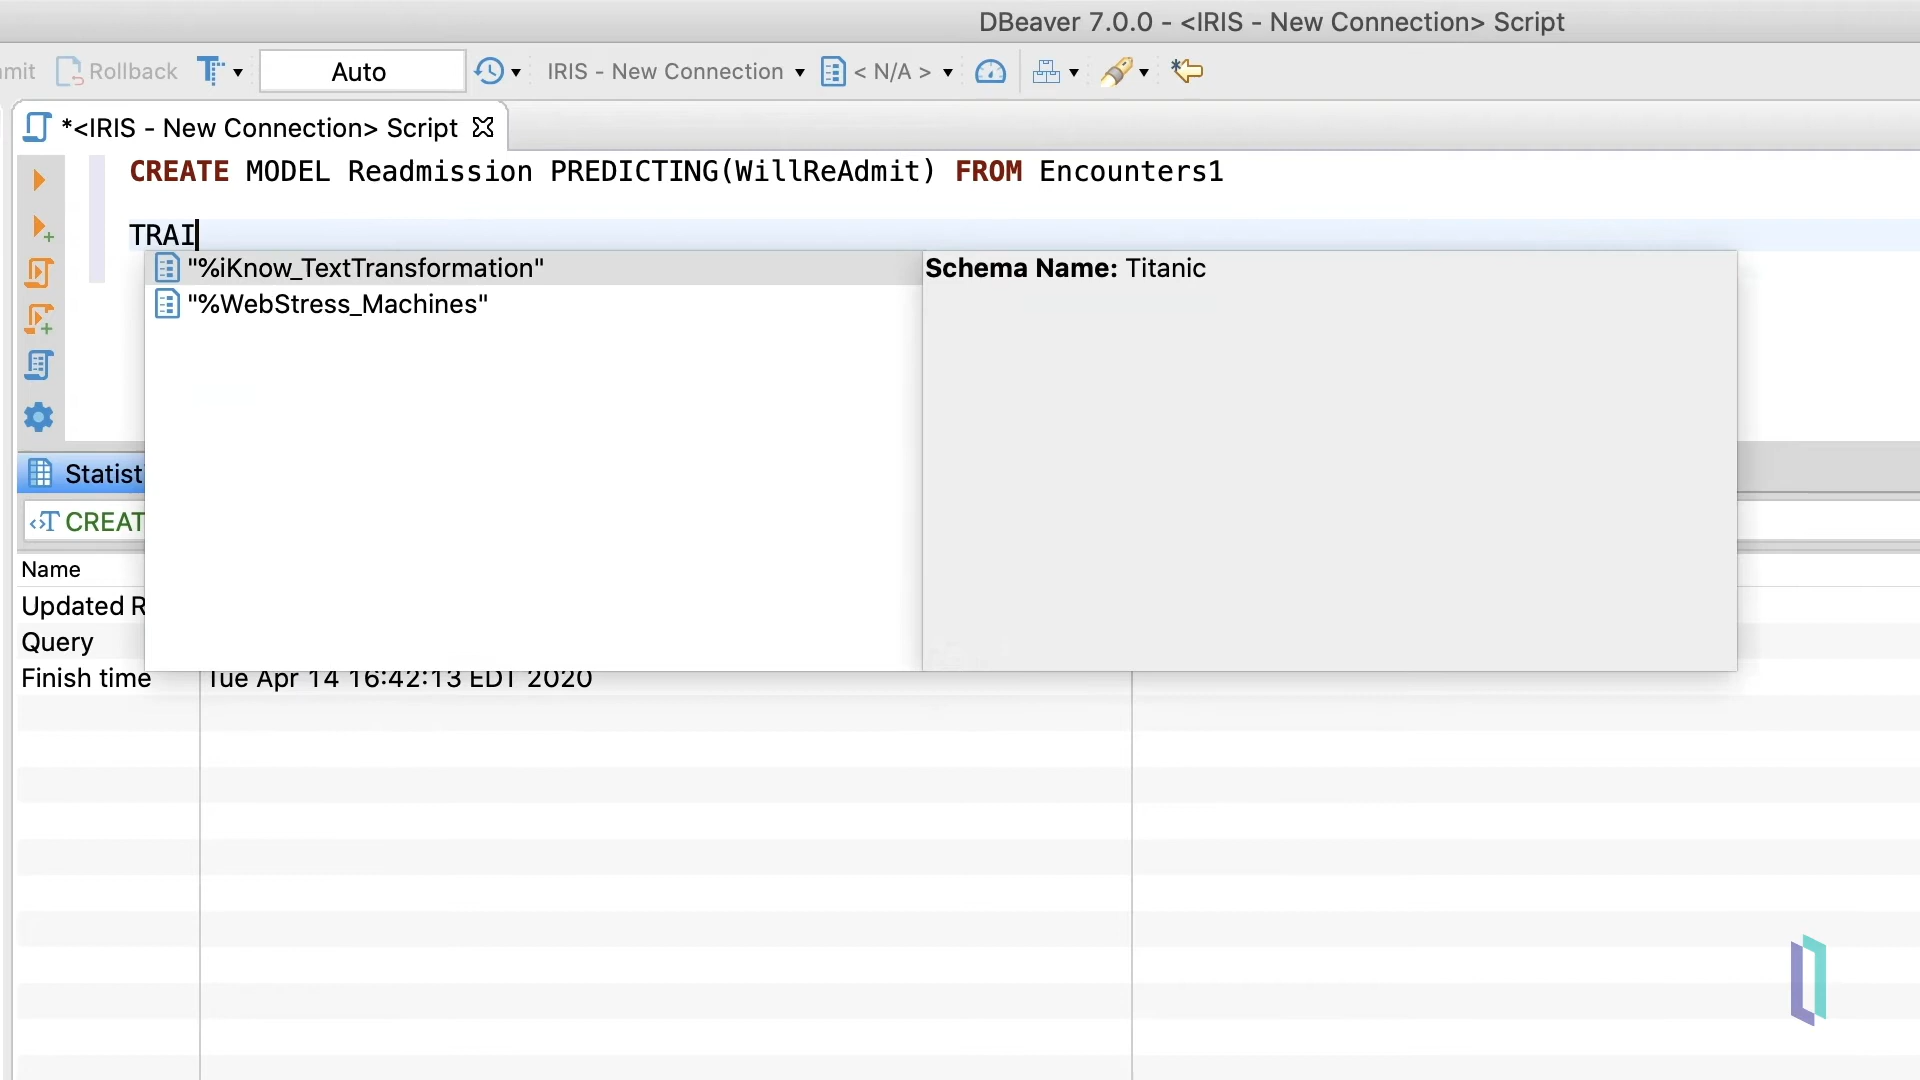 DBeaver 7.0.0 - <IRIS - New Connection> Script
mit Rollback Auto IRIS - New Connection < N/A >
*<IRIS - New Connection> Script
CREATE MODEL Readmission PREDICTING(WillReAdmit) FROM Encounters1
TRAI
"%iKnow_TextTransformation" Schema Name: Titanic
"%WebStress_Machines"
Statist
CREAT
Name
Updated R
Query
Finish time Tue Apr 14 16:42:13 EDT 2020